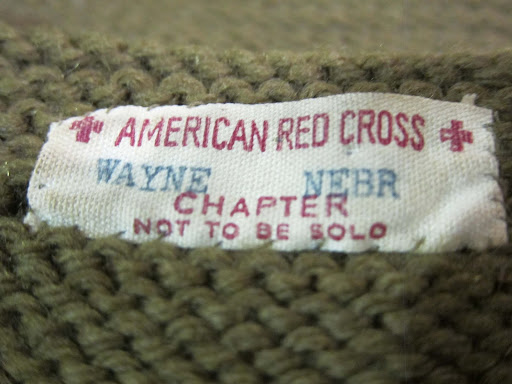 AMERICAN RED CROSS
WAYNE NEBR
CHAPTER
NOT TO BE SOLD